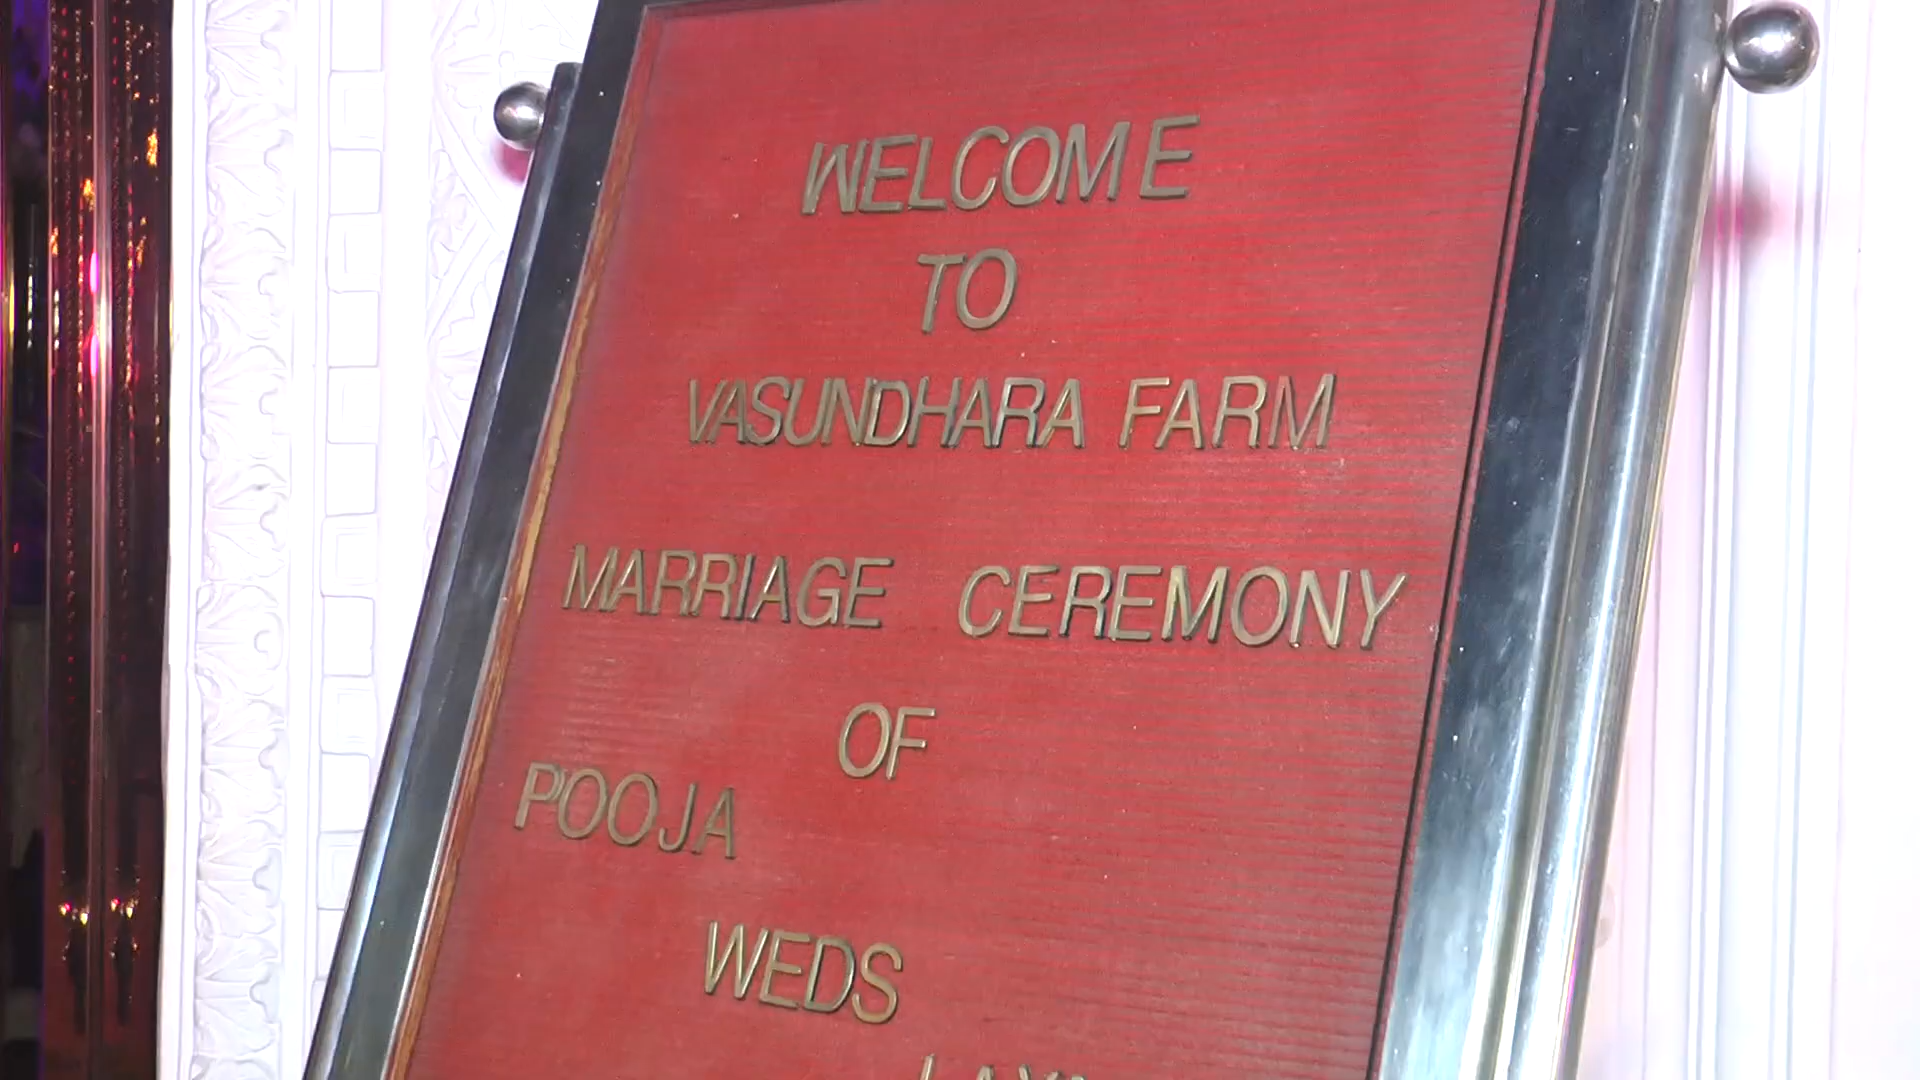 WELCOME
TO
VASUNDHARA FARM
MARRIAGE CEREMONY
OF
POOJA
WEDS